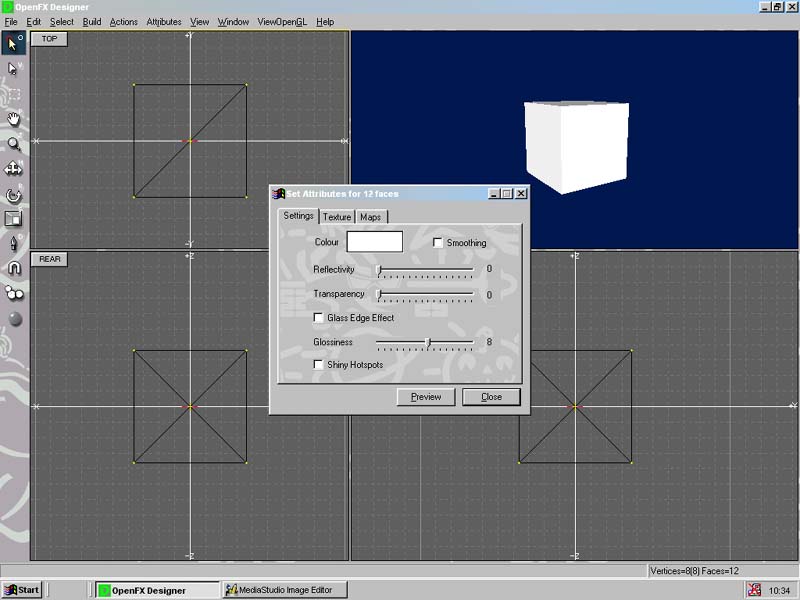 OpenFX Designer
File Edit Select Build Actions Attributes View Window ViewOpenGL Help
TOP
+Y
X
-Y
REAR
+Z
-Z
+Z
-Z
Set Attributes for 12 faces
Settings Texture Maps
Colour Smoothing
Reflectivity 0
Transparency 0
Glass Edge Effect
Glossiness 8
Shiny Hotspots
Preview Close
Vertices=8(8) Faces=12
Start OpenFX Designer MediaStudio Image Editor 10:34